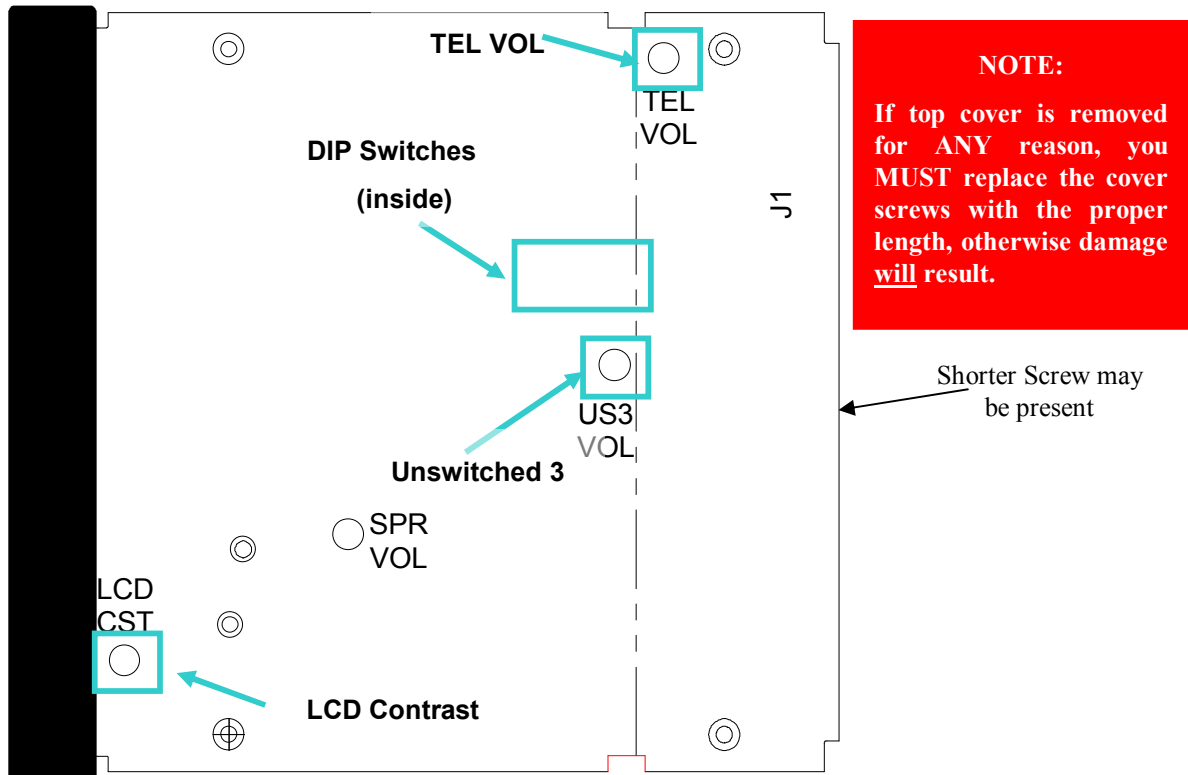 TEL VOL
TEL
VOL
DIP Switches
(inside)
J1
US3
VOL
Unswitched 3
SPR
VOL
LCD
CST
LCD Contrast
NOTE:
If top cover is removed
for ANY reason, you
MUST replace the cover
screws with the proper
length, otherwise damage
will result.
Shorter Screw may
be present